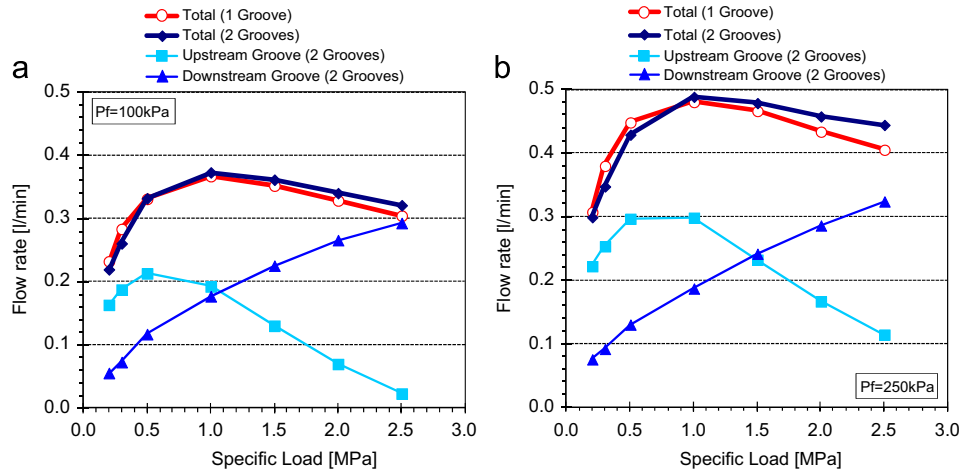 a
Total (1 Groove)
Total (2 Grooves)
Upstream Groove (2 Grooves)
Downstream Groove (2 Grooves)
Pf=100kPa
Flow rate [l/min]
0.5
0.4
0.3
0.2
0.1
0.0
0.0 0.5 1.0 1.5 2.0 2.5 3.0
Specific Load [MPa]
b
Total (1 Groove)
Total (2 Grooves)
Upstream Groove (2 Grooves)
Downstream Groove (2 Grooves)
Flow rate [l/min]
0.5
0.4
0.3
0.2
0.1
0.0
Pf=250kPa
0.0 0.5 1.0 1.5 2.0 2.5 3.0
Specific Load [MPa]